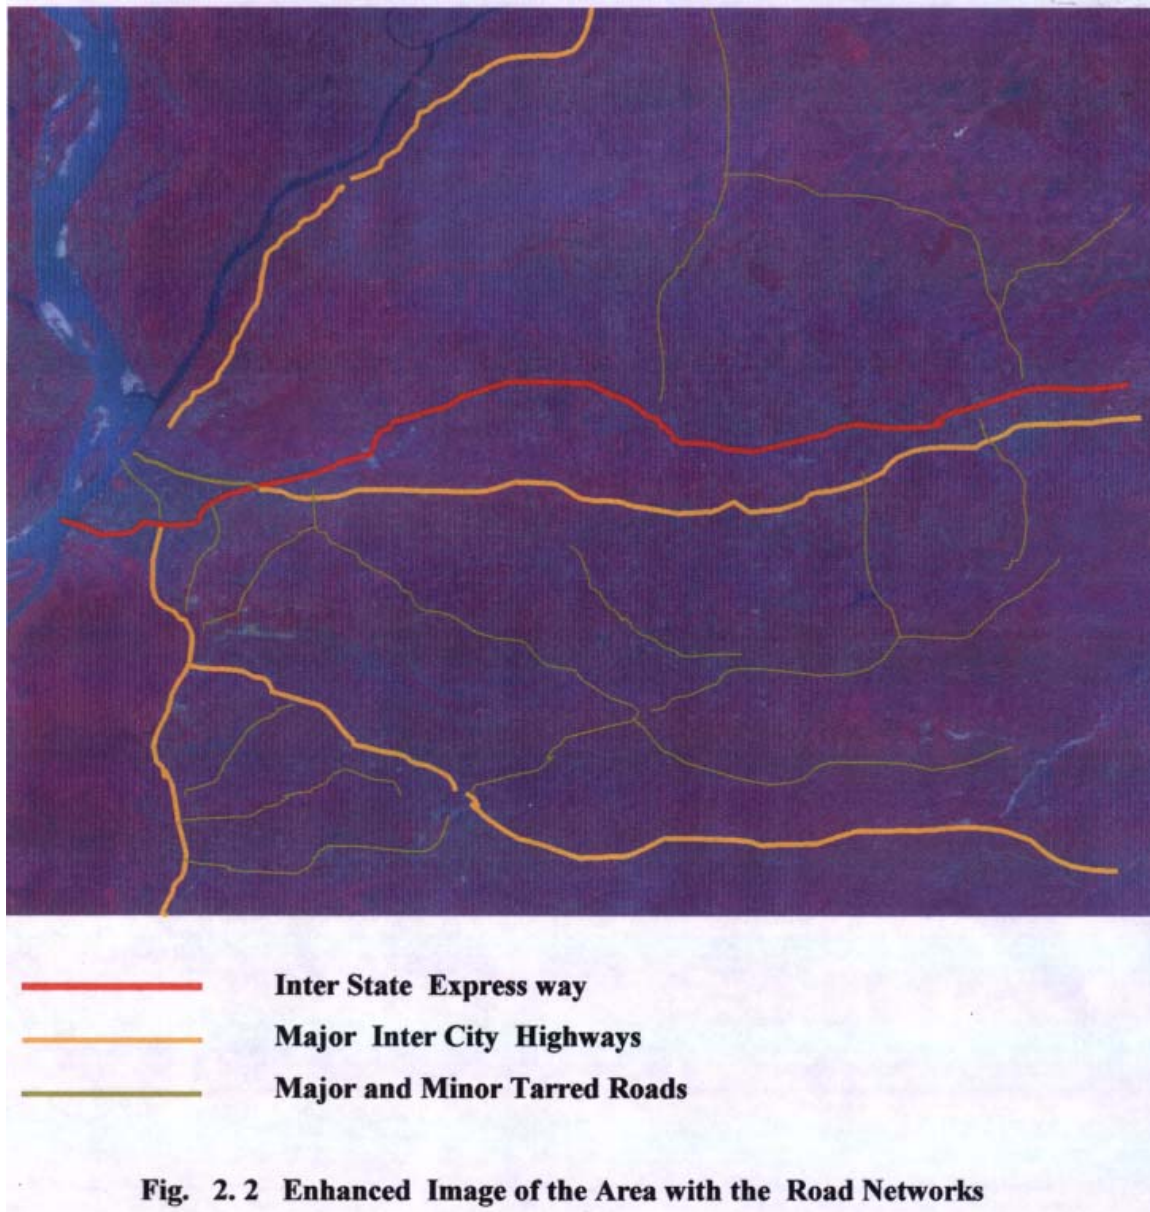 Inter State Express way
Major Inter City Highways
Major and Minor Tarred Roads
Fig. 2. 2 Enhanced Image of the Area with the Road Networks